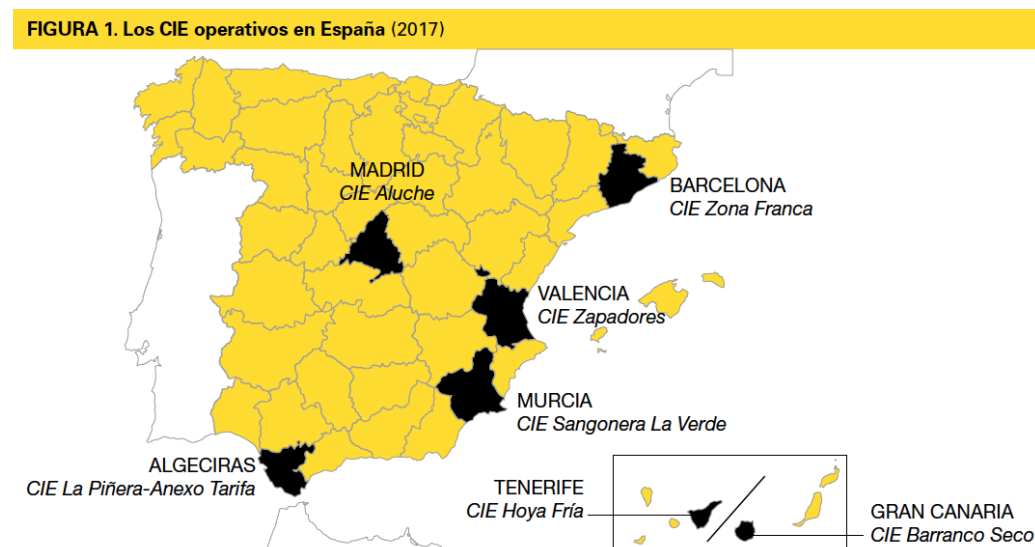 FIGURA 1. Los CIE operativos en España (2017)
MADRID
CIE Aluche
BARCELONA
CIE Zona Franca
VALENCIA
CIE Zapadores
MURCIA
CIE Sangonera La Verde
ALGECIRAS
CIE La Piñera-Anexo Tarifa
TENERIFE
CIE Hoya Fría
GRAN CANARIA
CIE Barranco Seco